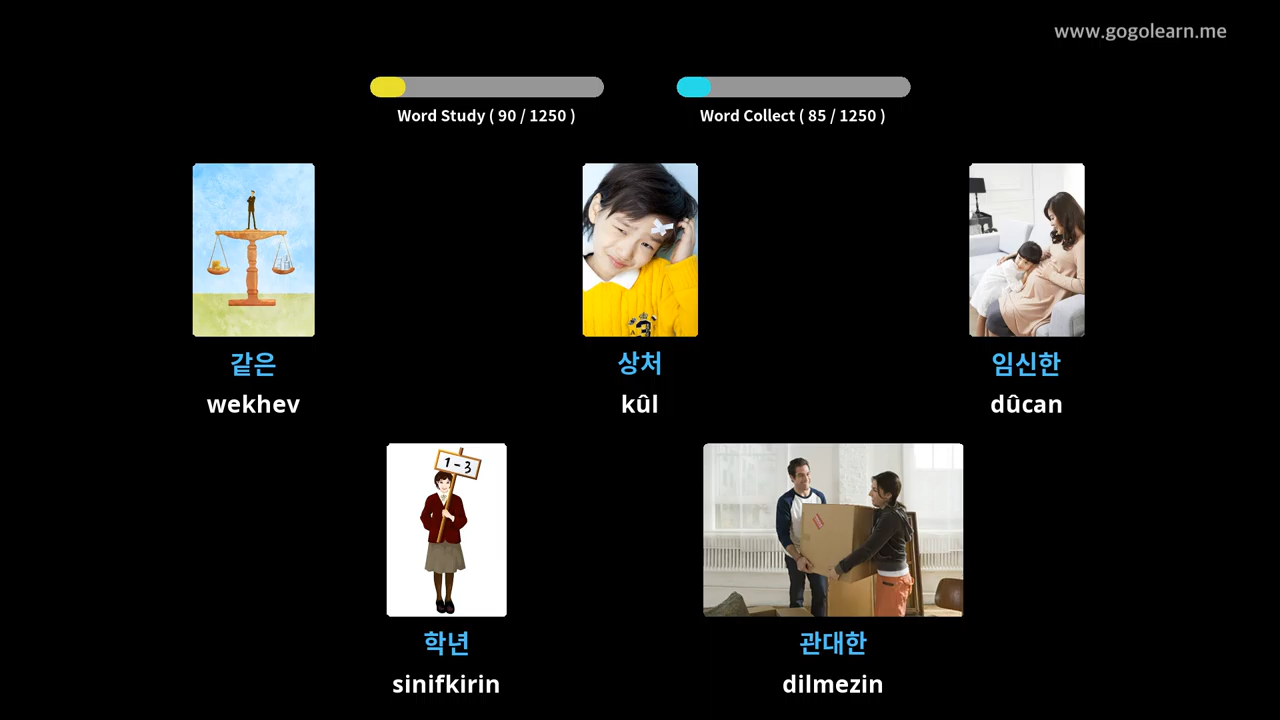 www.gogolearn.me
Word Study ( 90 / 1250 )
Word Collect ( 85 / 1250 )
같은
wekhev
상처
kûl
임신한
dûcan
1-3
학년
sinifkirin
관대한
dilmezin